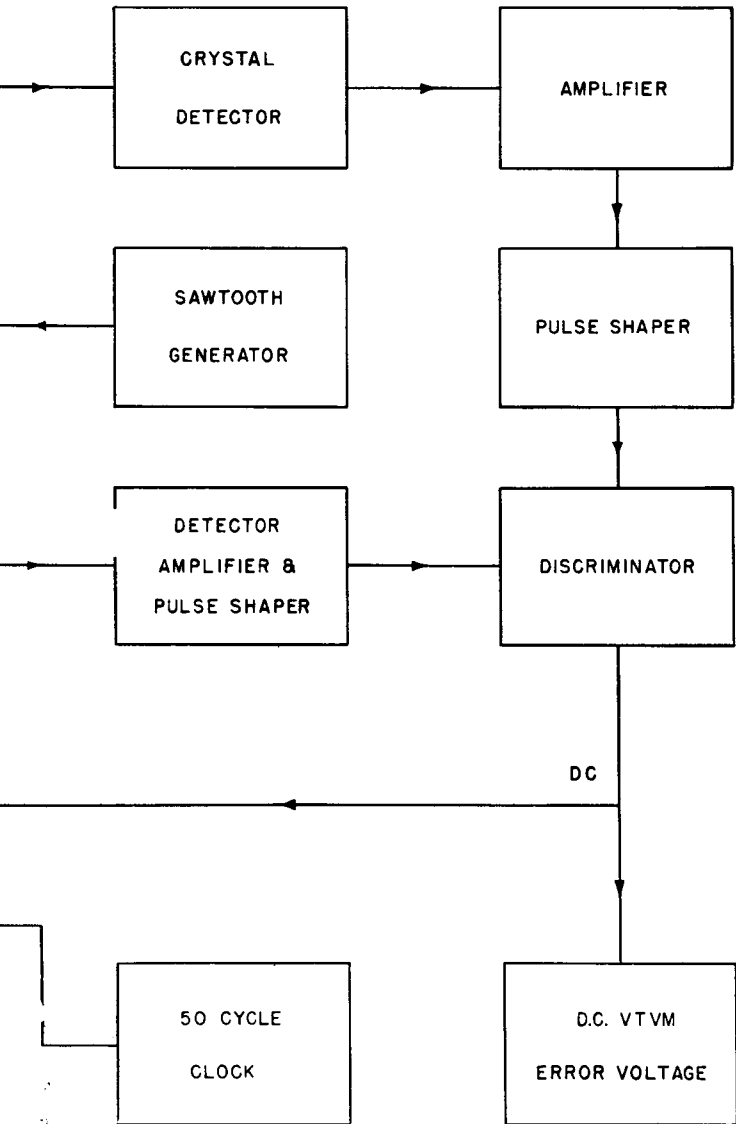 CRYSTAL
DETECTOR
AMPLIFIER
SAWTOOTH
GENERATOR
PULSE SHAPER
DETECTOR
AMPLIFIER &
PULSE SHAPER
DISCRIMINATOR
DC
50 CYCLE
CLOCK
D.C. VTVM
ERROR VOLTAGE